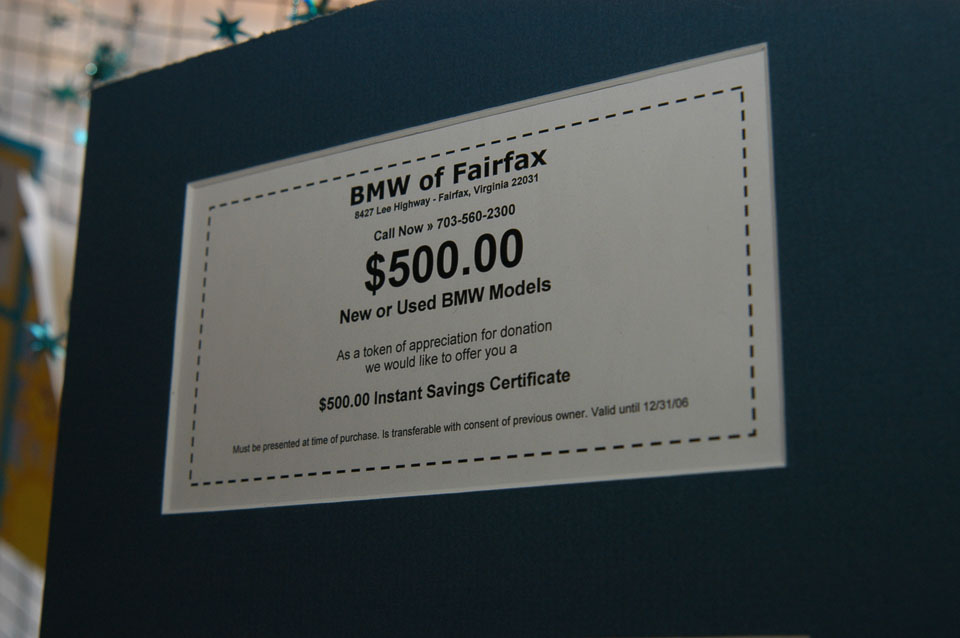 BMW of Fairfax
8427 Lee Highway - Fairfax, Virginia 22031
Call Now » 703-560-2300
$500.00
New or Used BMW Models
As a token of appreciation for donation
we would like to offer you a
$500.00 Instant Savings Certificate
Must be presented at time of purchase. Is transferable with consent of previous owner. Valid until 12/31/06